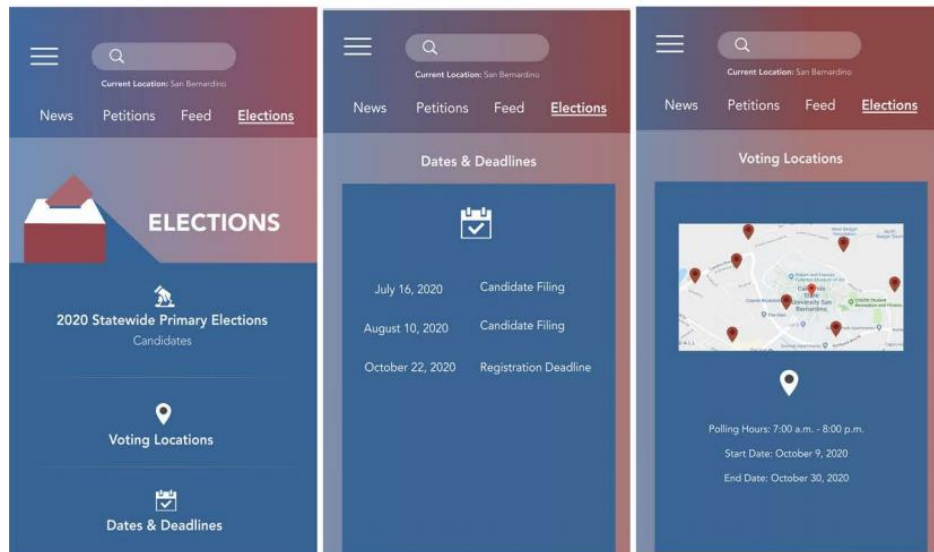 Current Location: San Bernardino
News Petitions Feed Elections
ELECTIONS
2020 Statewide Primary Elections
Candidates
Voting Locations
Dates & Deadlines
Current Location: San Bernardino
News Petitions Feed Elections
Dates & Deadlines
July 16, 2020 Candidate Filing
August 10, 2020 Candidate Filing
October 22, 2020 Registration Deadline
Current Location: San Bernardino
News Petitions Feed Elections
Voting Locations
California
State
University San
Bernardino
Polling Hours: 7:00 a.m. - 8:00 p.m.
Start Date: October 9, 2020
End Date: October 30, 2020